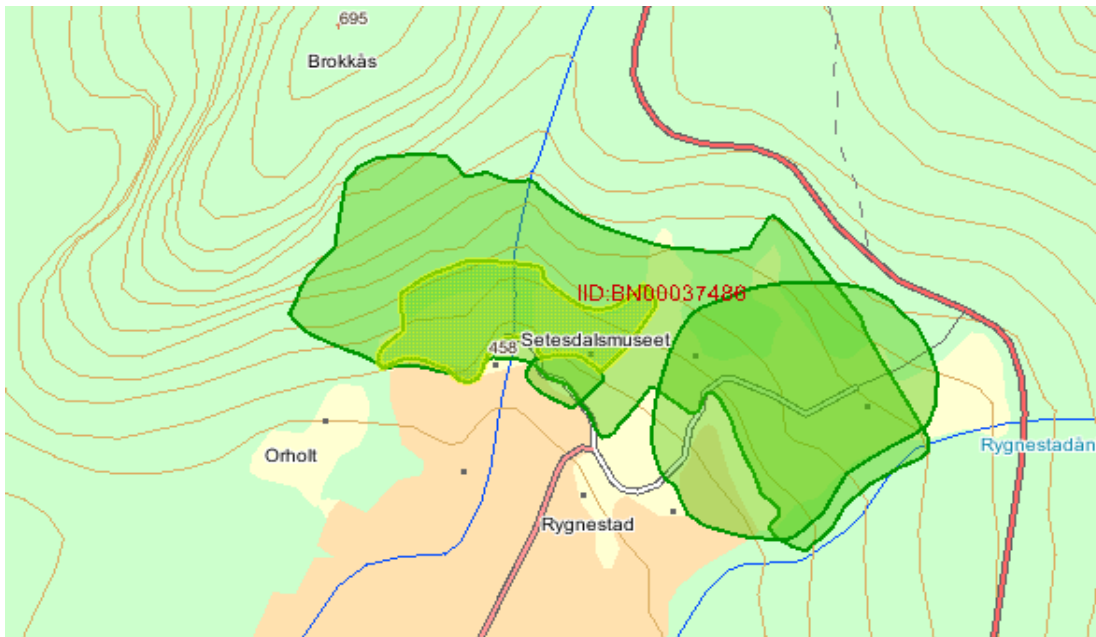 695
Brokkås
IID:BN00037486
Setesdalsmuseet
458
Orholt
Rygnestadån
Rygnestad